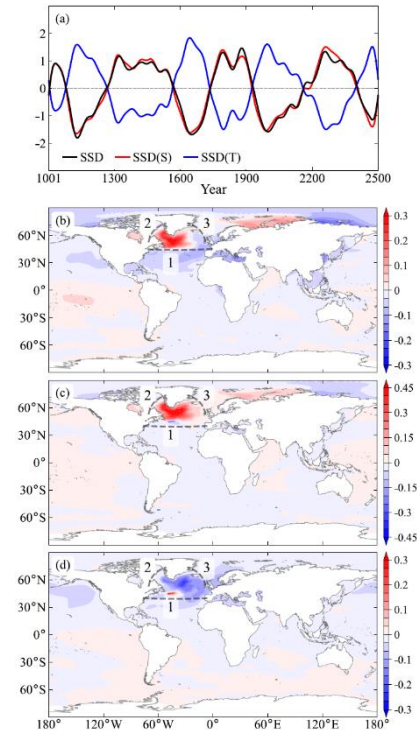 (a)
2
1
0
-1
-2
SSD SSD(S) SSD(T)
1001 1300 1600 1900 2200 2500
Year
(b)
2 3
1
60°N
30°N
0°
30°S
60°S
0.3
0.2
0.1
0
-0.1
-0.2
-0.3
(c)
2 3
1
60°N
30°N
0°
30°S
60°S
0.45
0.30
0.15
0
-0.15
-0.30
-0.45
(d)
2 3
1
60°N
30°N
0°
30°S
60°S
0.3
0.2
0.1
0
-0.1
-0.2
-0.3
180° 120°W 60°W 0° 60°E 120°E 180°